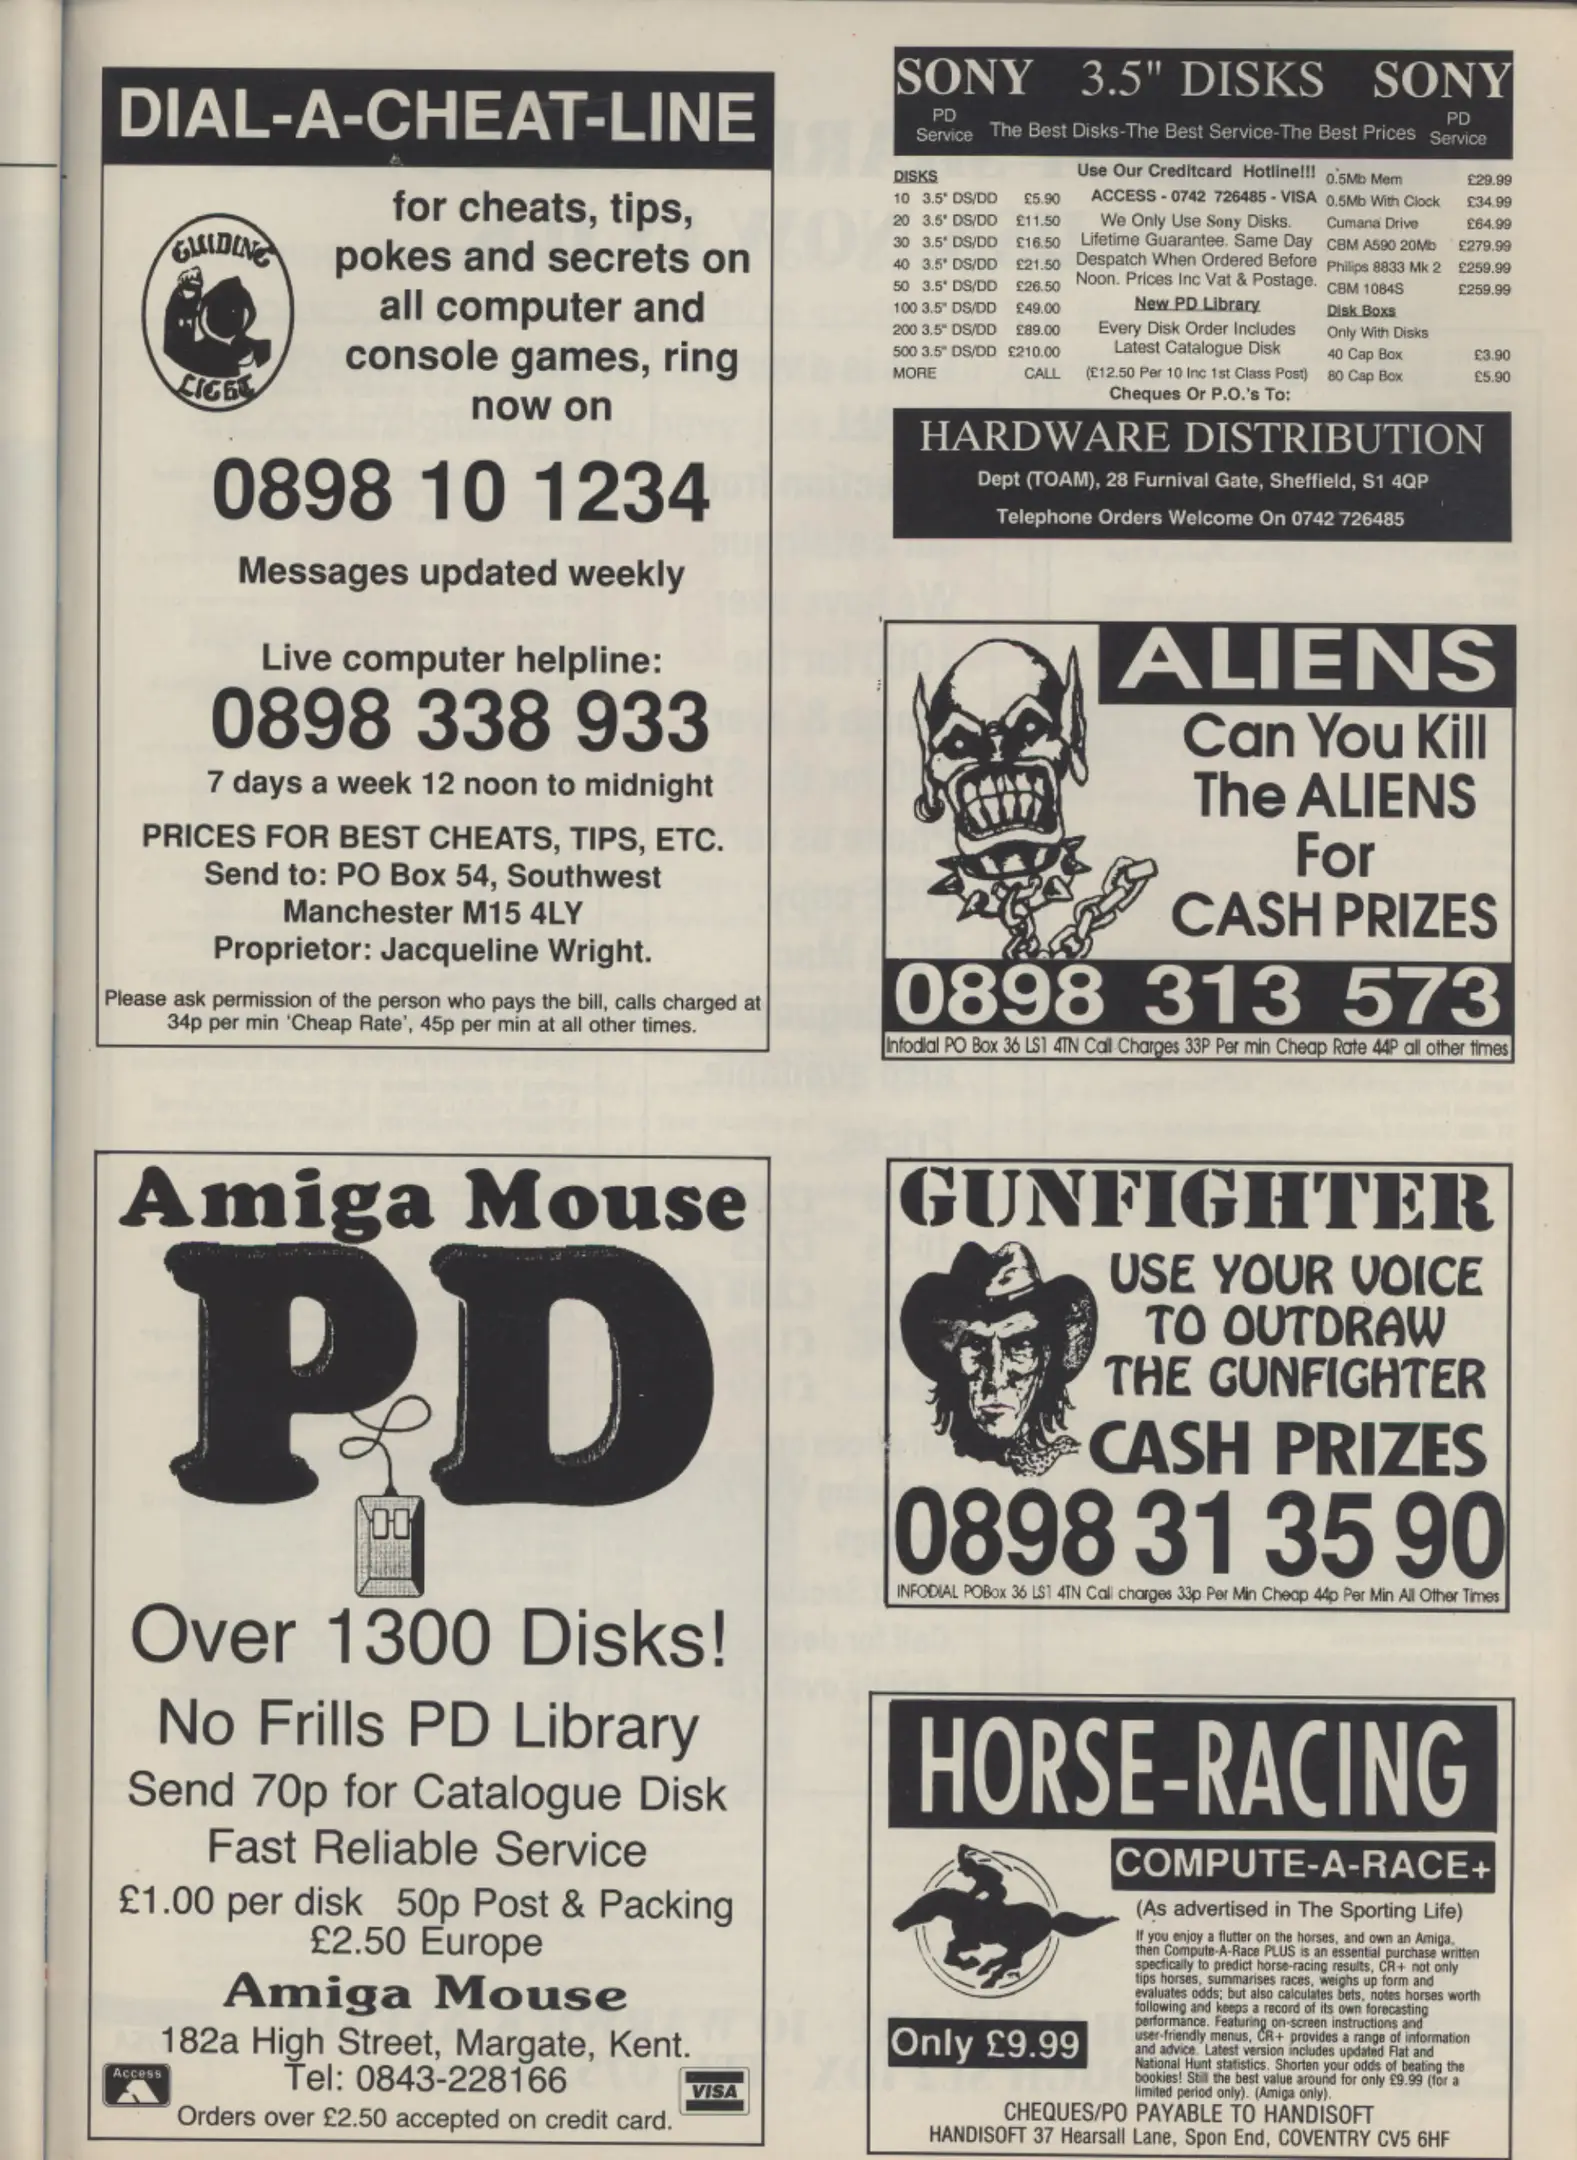 DIAL-A-CHEAT-LINE
GUIDING
LIGHT
for cheats, tips,
pokes and secrets on
all computer and
console games, ring
now on
0898 10 1234
Messages updated weekly
Live computer helpline:
0898 338 933
7 days a week 12 noon to midnight
PRIZES FOR BEST CHEATS, TIPS, ETC.
Send to: PO Box 54, Southwest
Manchester M15 4LY
Proprietor: Jacqueline Wright.
Please ask permission of the person who pays the bill, calls charged at
34p per min 'Cheap Rate', 45p per min at all other times.
Amiga Mouse
PD
Over 1300 Disks!
No Frills PD Library
Send 70p for Catalogue Disk
Fast Reliable Service
£1.00 per disk 50p Post & Packing
£2.50 Europe
Amiga Mouse
182a High Street, Margate, Kent.
Tel: 0843-228166
Access
VISA
Orders over £2.50 accepted on credit card.
SONY 3.5" DISKS SONY
PD
Service
The Best Disks-The Best Service-The Best Prices
PD
Service
DISKS
10 3.5" DS/DD £5.90
20 3.5" DS/DD £11.50
30 3.5" DS/DD £16.50
40 3.5" DS/DD £21.50
50 3.5" DS/DD £26.50
100 3.5" DS/DD £49.00
200 3.5" DS/DD £89.00
500 3.5" DS/DD £210.00
MORE CALL
Use Our Creditcard Hotline!!!
ACCESS - 0742 726485 - VISA
We Only Use Sony Disks.
Lifetime Guarantee. Same Day
Despatch When Ordered Before
Noon. Prices Inc Vat & Postage.
New PD Library
Every Disk Order Includes
Latest Catalogue Disk
(£12.50 Per 10 Inc 1st Class Post)
Cheques Or P.O.'s To:
0.5Mb Mem £29.99
0.5Mb With Clock £34.99
Cumana Drive £64.99
CBM A590 20Mb £279.99
Philips 8833 Mk 2 £259.99
CBM 1084S £259.99
Disk Boxs
Only With Disks
40 Cap Box £3.90
80 Cap Box £5.90
HARDWARE DISTRIBUTION
Dept (TOAM), 28 Furnival Gate, Sheffield, S1 4QP
Telephone Orders Welcome On 0742 726485
ALIENS
Can You Kill
The ALIENS
For
CASH PRIZES
0898 313 573
Infodial PO Box 36 LS1 4TN Call Charges 33P Per min Cheap Rate 44P all other times
GUNFIGHTER
USE YOUR VOICE
TO OUTDRAW
THE GUNFIGHTER
CASH PRIZES
0898 31 35 90
INFODIAL POBox 36 LS1 4TN Call charges 33p Per Min Cheap 44p Per Min All Other Times
HORSE-RACING
COMPUTE-A-RACE+
(As advertised in The Sporting Life)
If you enjoy a flutter on the horses, and own an Amiga,
then Compute-A-Race PLUS is an essential purchase written
specfically to predict horse-racing results, CR+ not only
tips horses, summarises races, weighs up form and
evaluates odds; but also calculates bets, notes horses worth
following and keeps a record of its own forecasting
performance. Featuring on-screen instructions and
user-friendly menus, CR+ provides a range of information
and advice. Latest version includes updated Flat and
National Hunt statistics. Shorten your odds of beating the
bookies! Still the best value around for only £9.99 (for a
limited period only). (Amiga only).
Only £9.99
CHEQUES/PO PAYABLE TO HANDISOFT
HANDISOFT 37 Hearsall Lane, Spon End, COVENTRY CV5 6HF